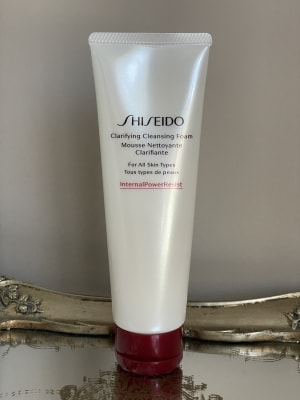 SHISEIDO
Clarifying Cleansing Foam
Mousse Nettoyante
Clarifiante
For All Skin Types
Tous types de peaux
InternalPowerResist